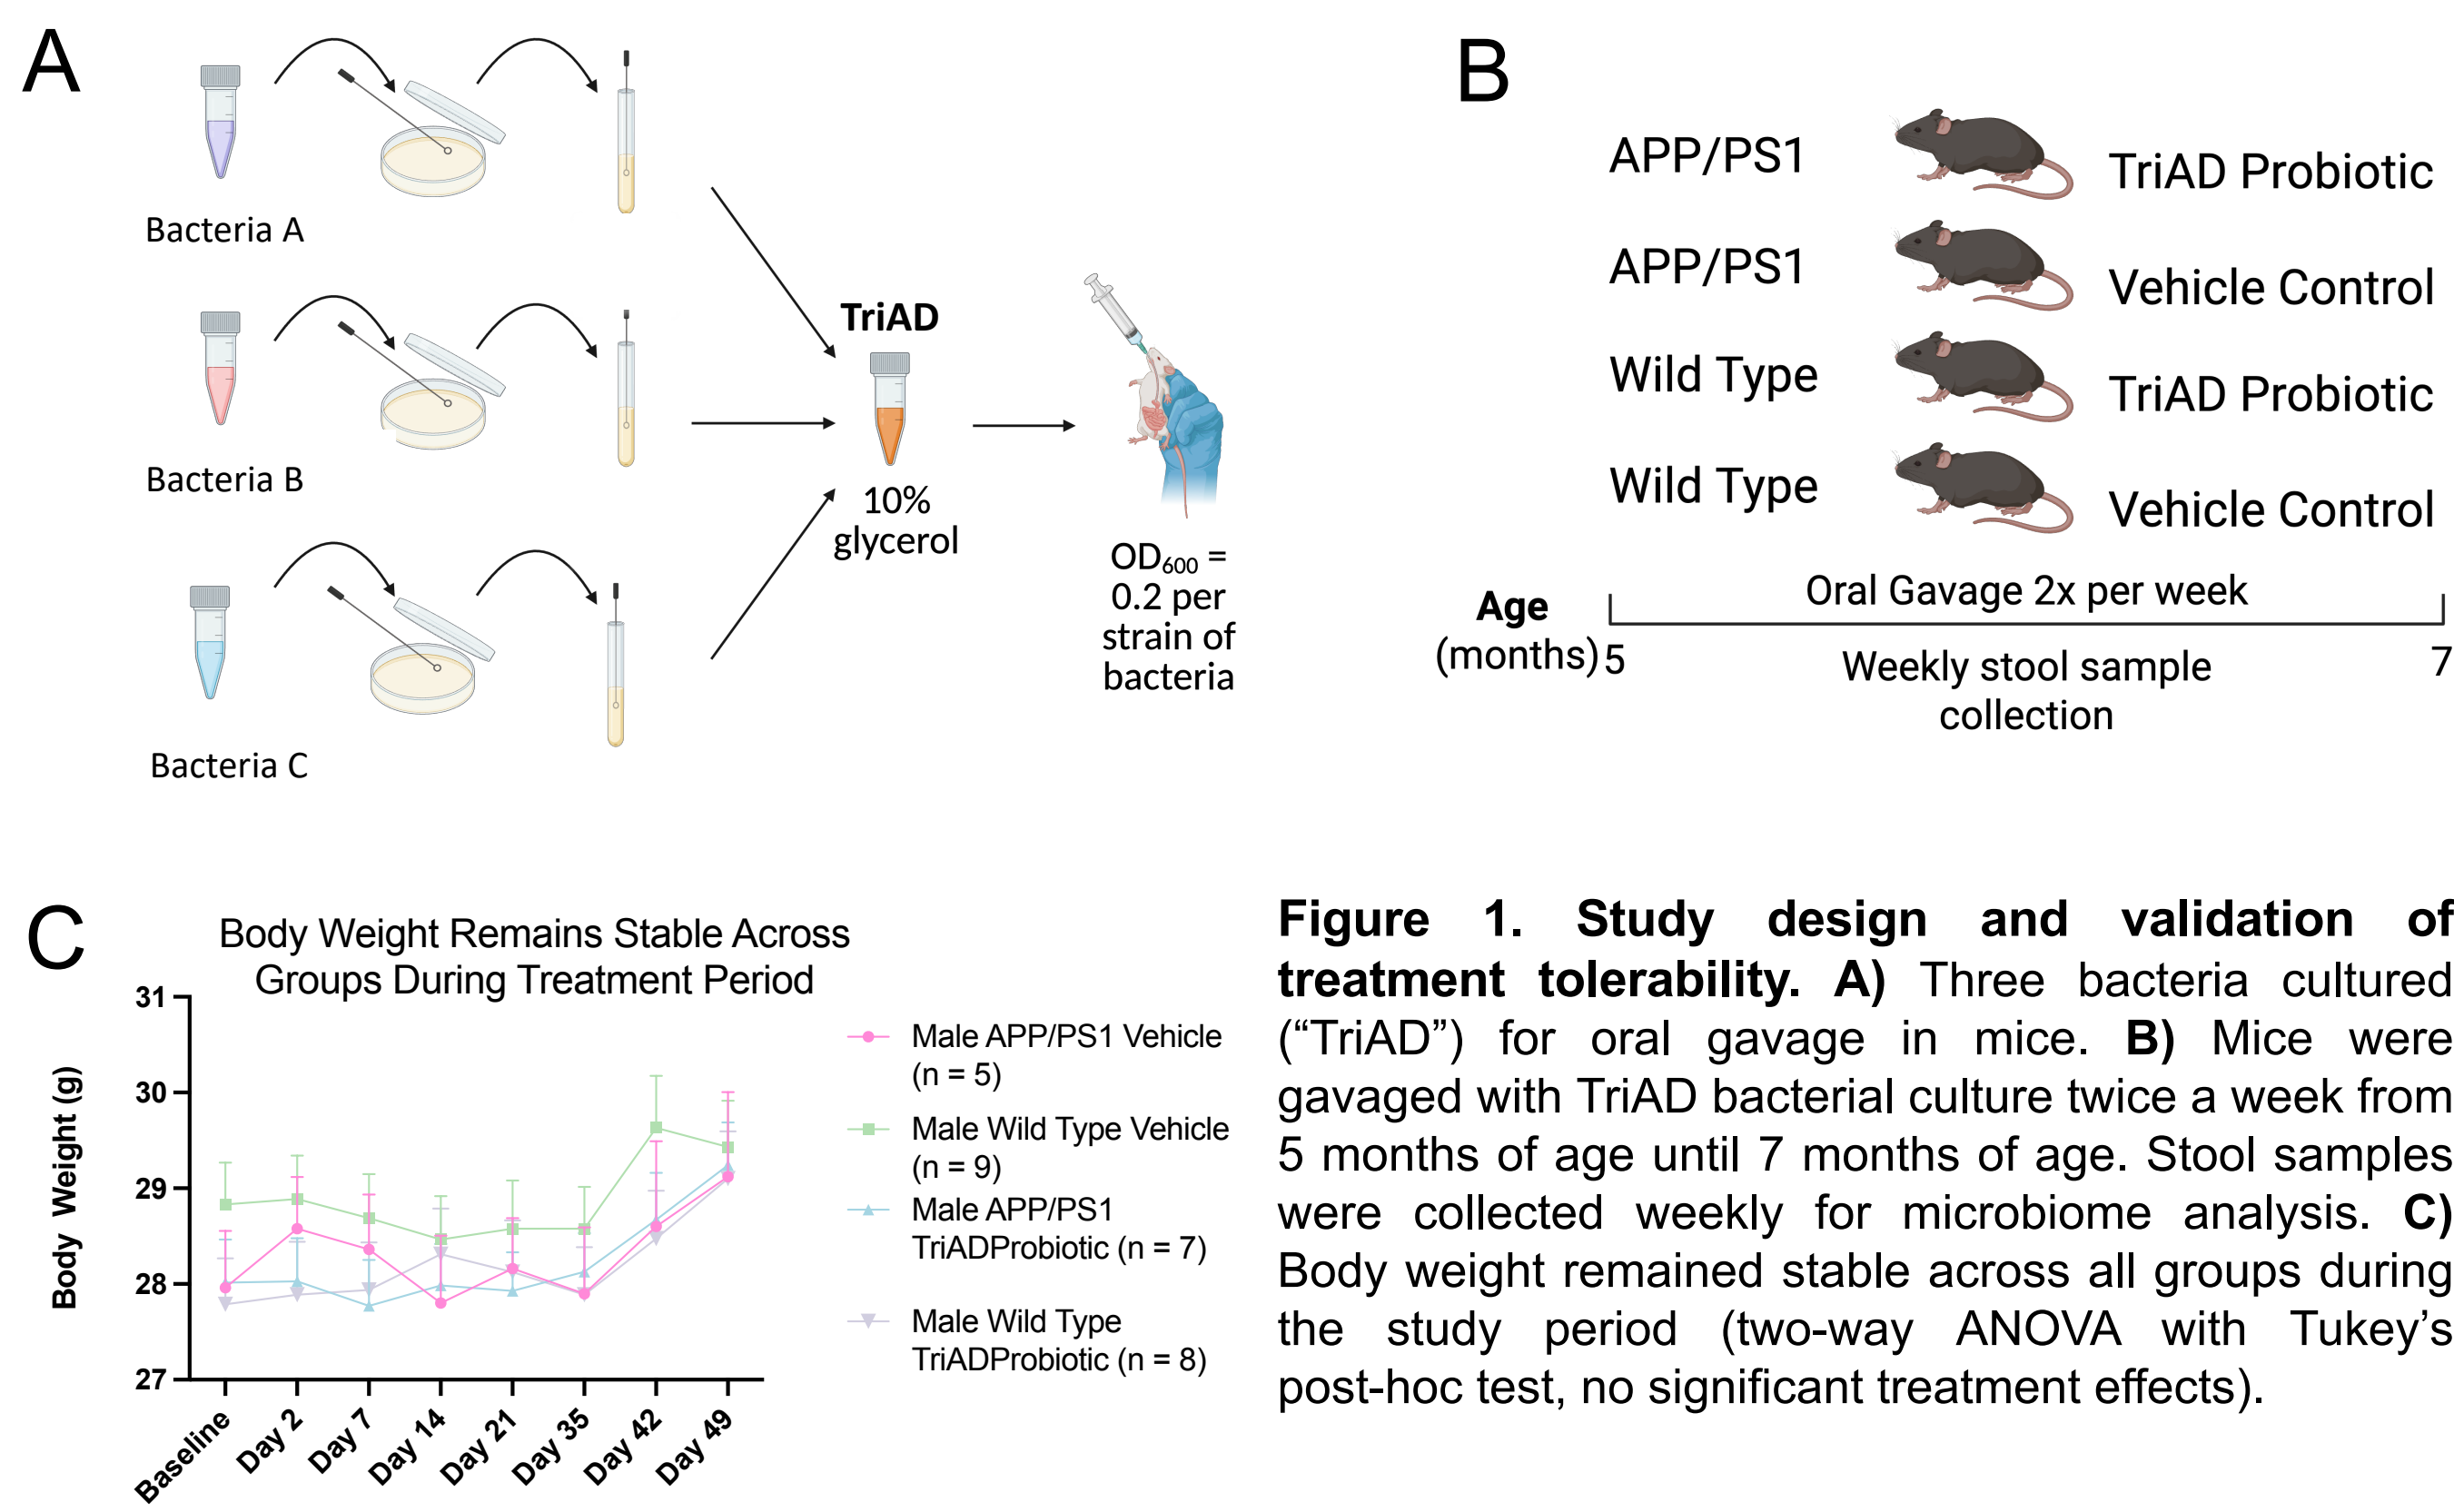 A
Bacteria A
Bacteria B
Bacteria C
TriAD
10%
glycerol
OD600 =
0.2 per
strain of
bacteria
B
APP/PS1
TriAD Probiotic
APP/PS1
Vehicle Control
Wild Type
TriAD Probiotic
Wild Type
Vehicle Control
Age
(months)
5
Oral Gavage 2x per week
7
Weekly stool sample
collection
C
Body Weight Remains Stable Across
Groups During Treatment Period
Body Weight (g)
31
30
29
28
27
Baseline
Day 2
Day 7
Day 14
Day 21
Day 35
Day 42
Day 49
Male APP/PS1 Vehicle
(n = 5)
Male Wild Type Vehicle
(n = 9)
Male APP/PS1
TriADProbiotic (n = 7)
Male Wild Type
TriADProbiotic (n = 8)
Figure 1. Study design and validation of
treatment tolerability. A) Three bacteria cultured
(“TriAD”) for oral gavage in mice. B) Mice were
gavaged with TriAD bacterial culture twice a week from
5 months of age until 7 months of age. Stool samples
were collected weekly for microbiome analysis. C)
Body weight remained stable across all groups during
the study period (two-way ANOVA with Tukey’s
post-hoc test, no significant treatment effects).